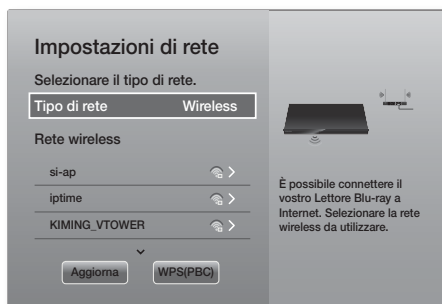 Impostazioni di rete
Selezionare il tipo di rete.
Tipo di rete Wireless
Rete wireless
si-ap
iptime
KIMING_VTOWER
Aggiorna WPS(PBC)
È possibile connettere il
vostro Lettore Blu-ray a
Internet. Selezionare la rete
wireless da utilizzare.